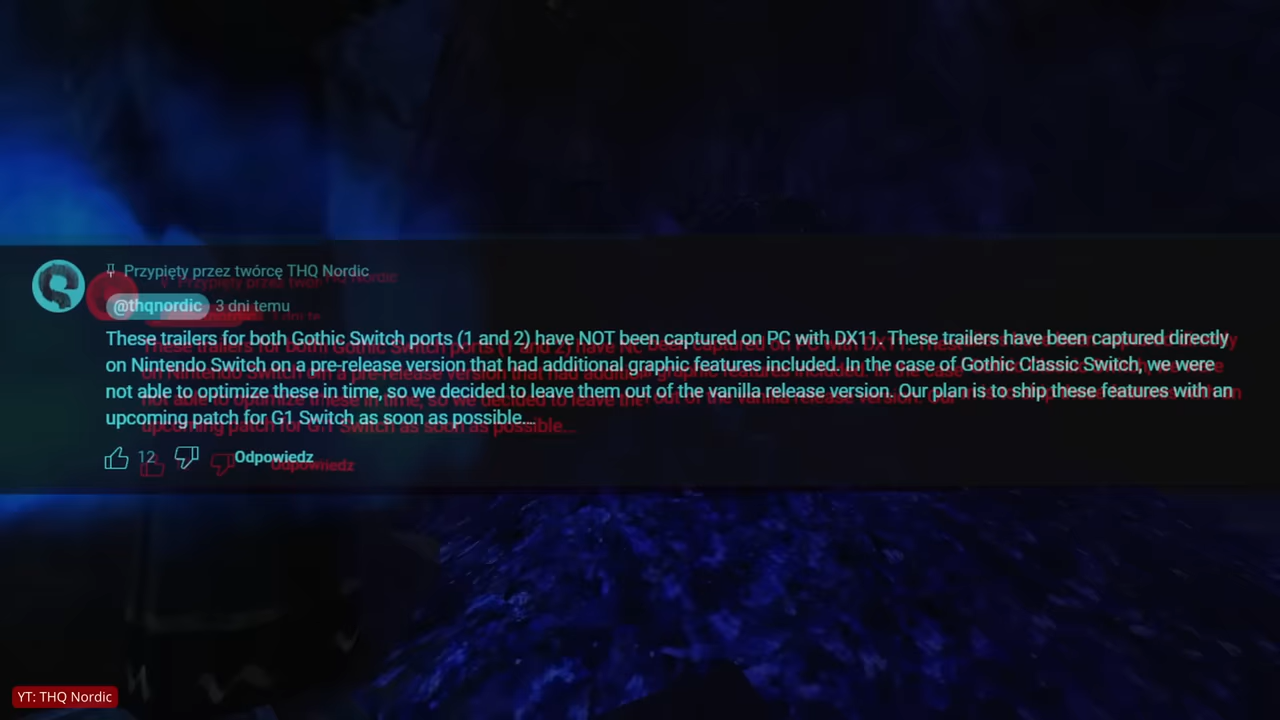 Przypięty przez twórcę THQ Nordic
@thqnordic 3 dni temu
These trailers for both Gothic Switch ports (1 and 2) have NOT been captured on PC with DX11. These trailers have been captured directly
on Nintendo Switch on a pre-release version that had additional graphic features included. In the case of Gothic Classic Switch, we were
not able to optimize these in time, so we decided to leave them out of the vanilla release version. Our plan is to ship these features with an
upcoming patch for G1 Switch as soon as possible....
12 Odpowiedz
YT: THQ Nordic